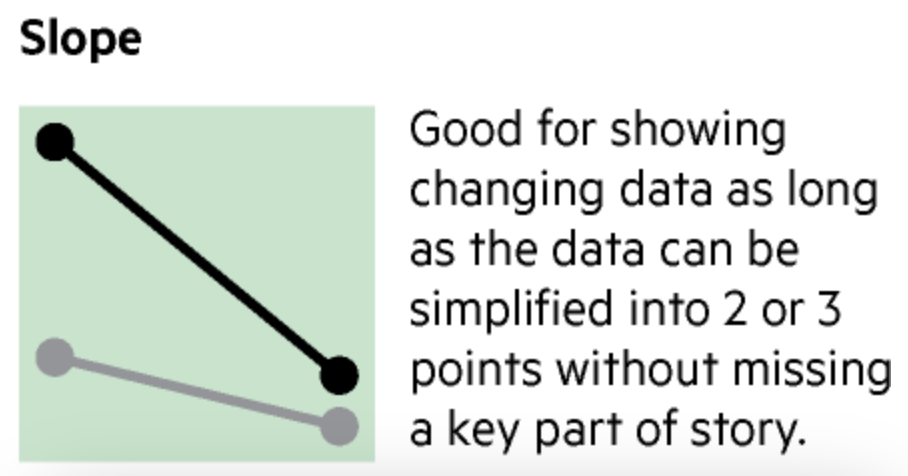 Slope
Good for showing
changing data as long
as the data can be
simplified into 2 or 3
points without missing
a key part of story.